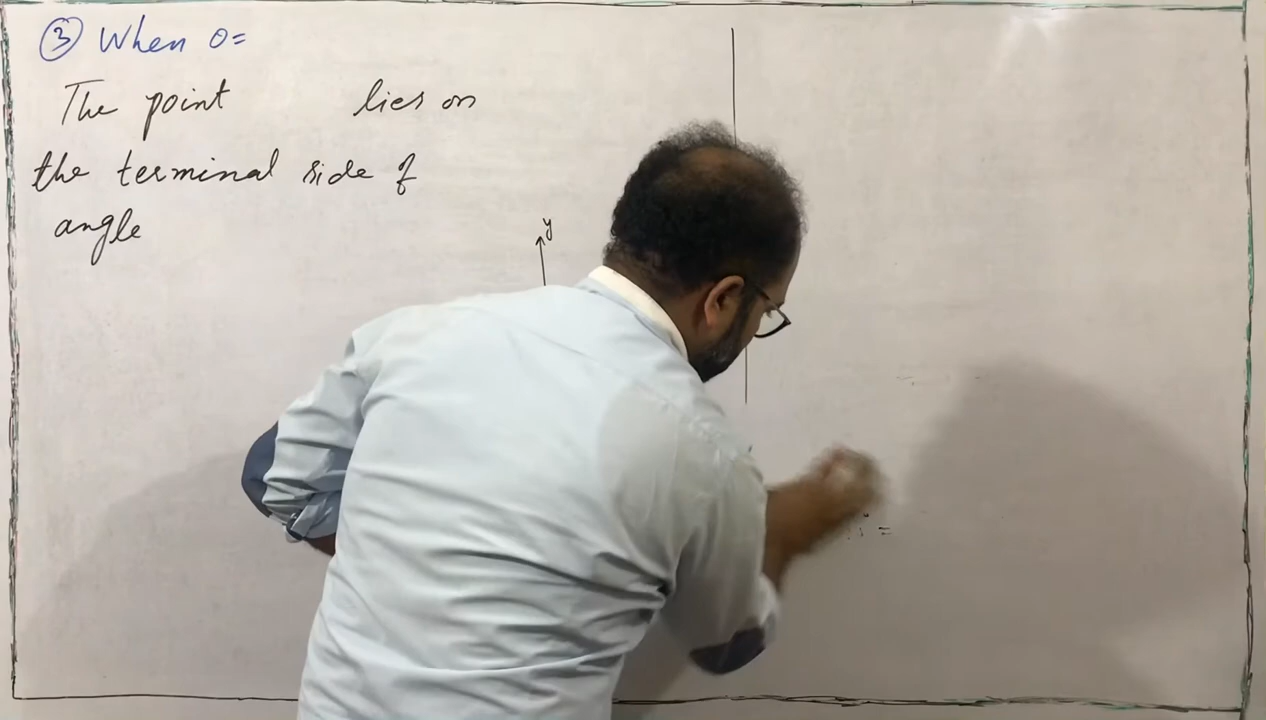 ③ When θ=
The point lies on
the terminal side of
angle
y
=